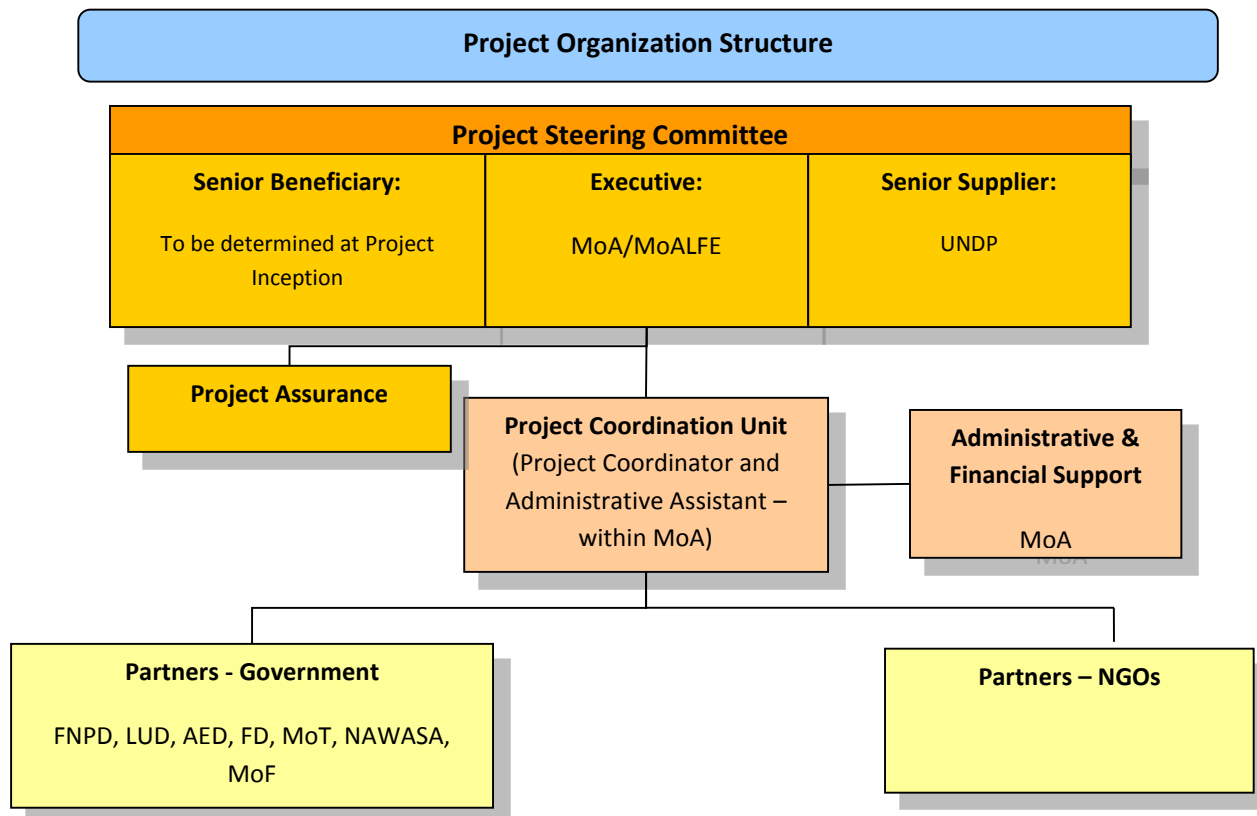 Project Organization Structure
Project Steering Committee
Senior Beneficiary:
To be determined at Project
Inception
Executive:
MoA/MoALFE
Senior Supplier:
UNDP
Project Assurance
Project Coordination Unit
(Project Coordinator and
Administrative Assistant –
within MoA)
Administrative &
Financial Support
MoA
Partners - Government
FNPD, LUD, AED, FD, MoT, NAWASA,
MoF
Partners – NGOs